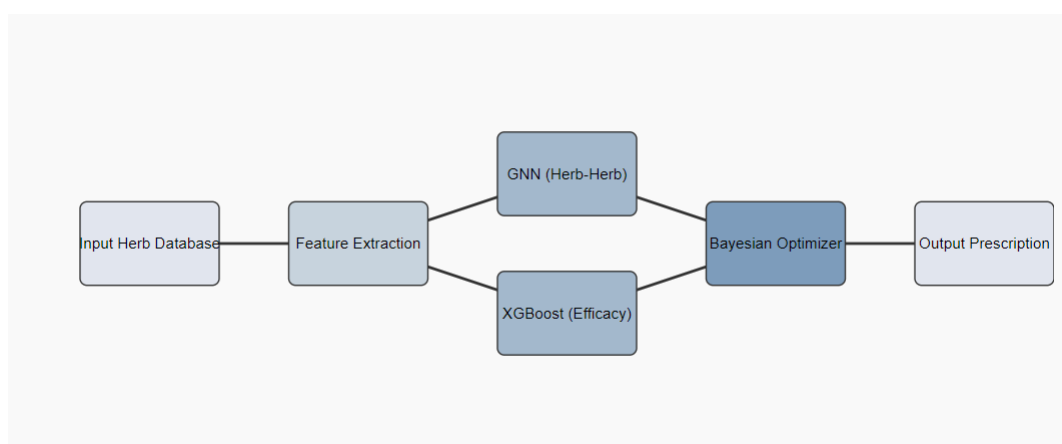 Input Herb Database
Feature Extraction
GNN (Herb-Herb)
XGBoost (Efficacy)
Bayesian Optimizer
Output Prescription